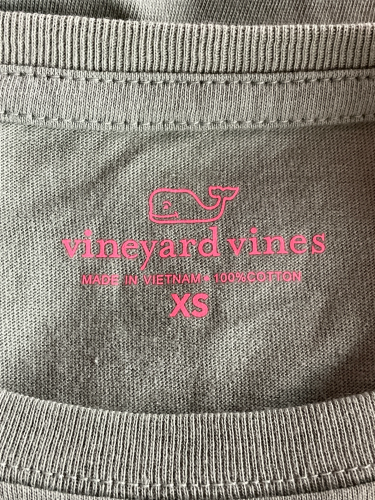 vineyard vines
MADE IN VIETNAM • 100% COTTON
XS